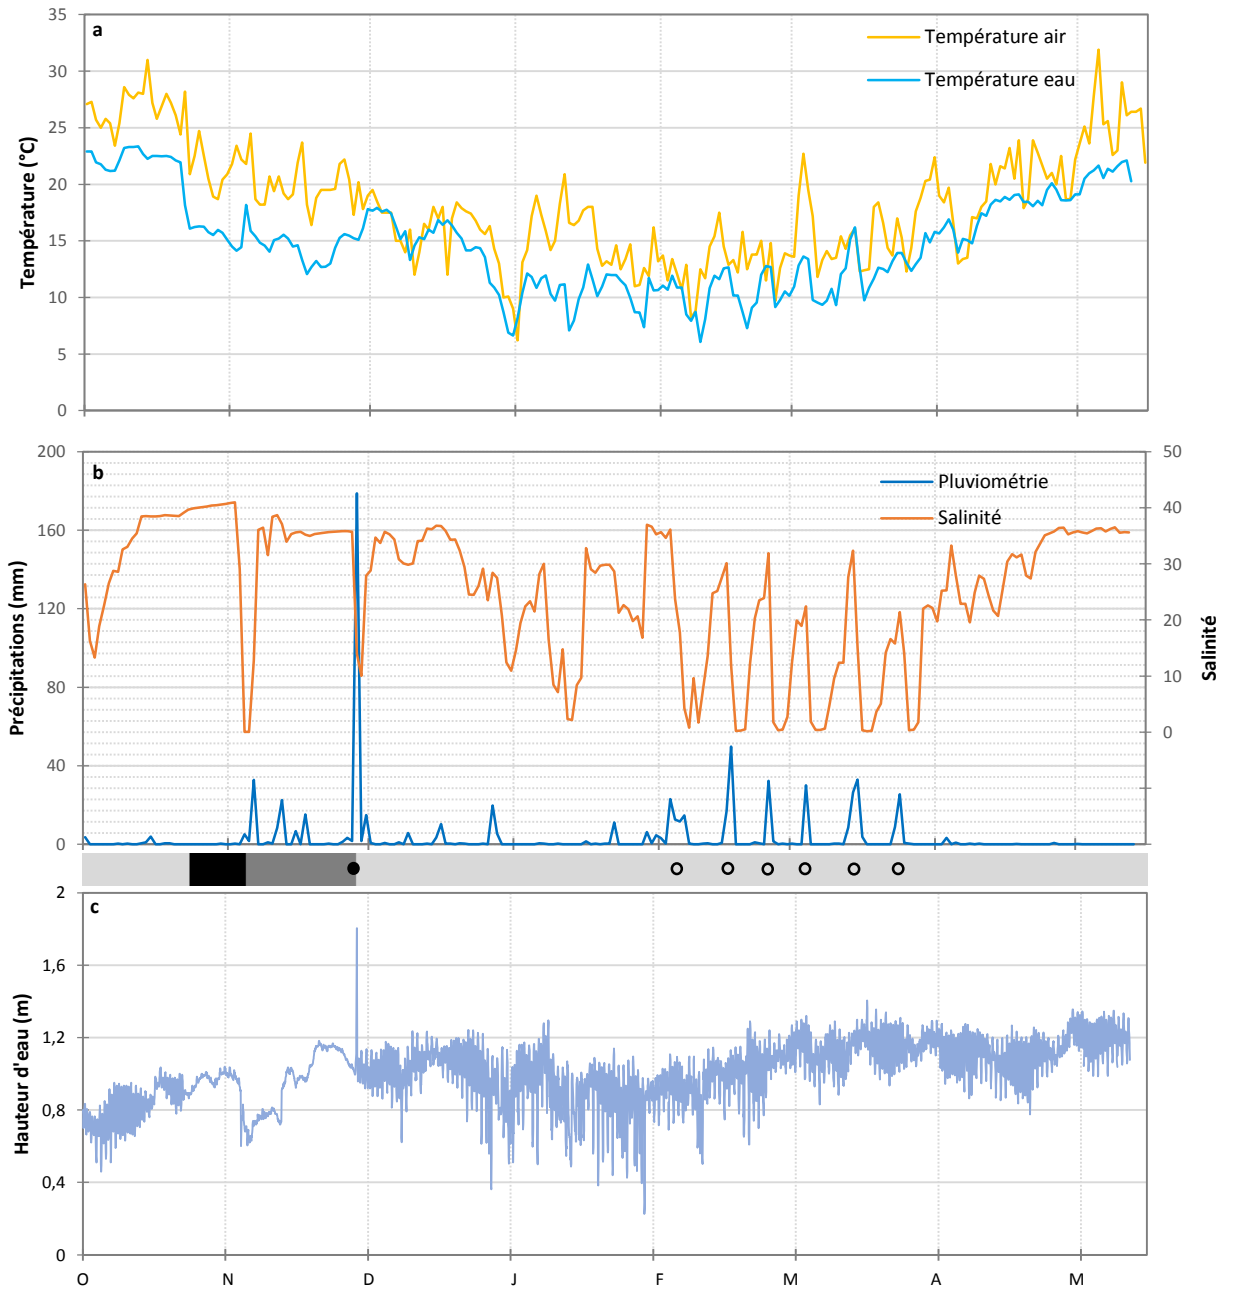 a
35
30
25
20
15
10
5
0
Température (°C)
Température air
Température eau
b
200
160
120
80
40
0
Précipitations (mm)
Pluviométrie
Salinité
50
40
30
20
10
0
Salinité
c
2
1,6
1,2
0,8
0,4
0
Hauteur d'eau (m)
O N D J F M A M